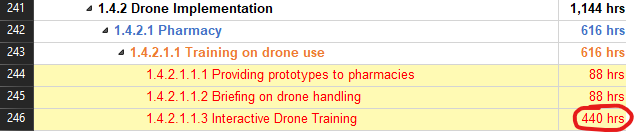 241 1.4.2 Drone Implementation 1,144 hrs
242 1.4.2.1 Pharmacy 616 hrs
243 1.4.2.1.1 Training on drone use 616 hrs
244 1.4.2.1.1.1 Providing prototypes to pharmacies 88 hrs
245 1.4.2.1.1.2 Briefing on drone handling 88 hrs
246 1.4.2.1.1.3 Interactive Drone Training 440 hrs